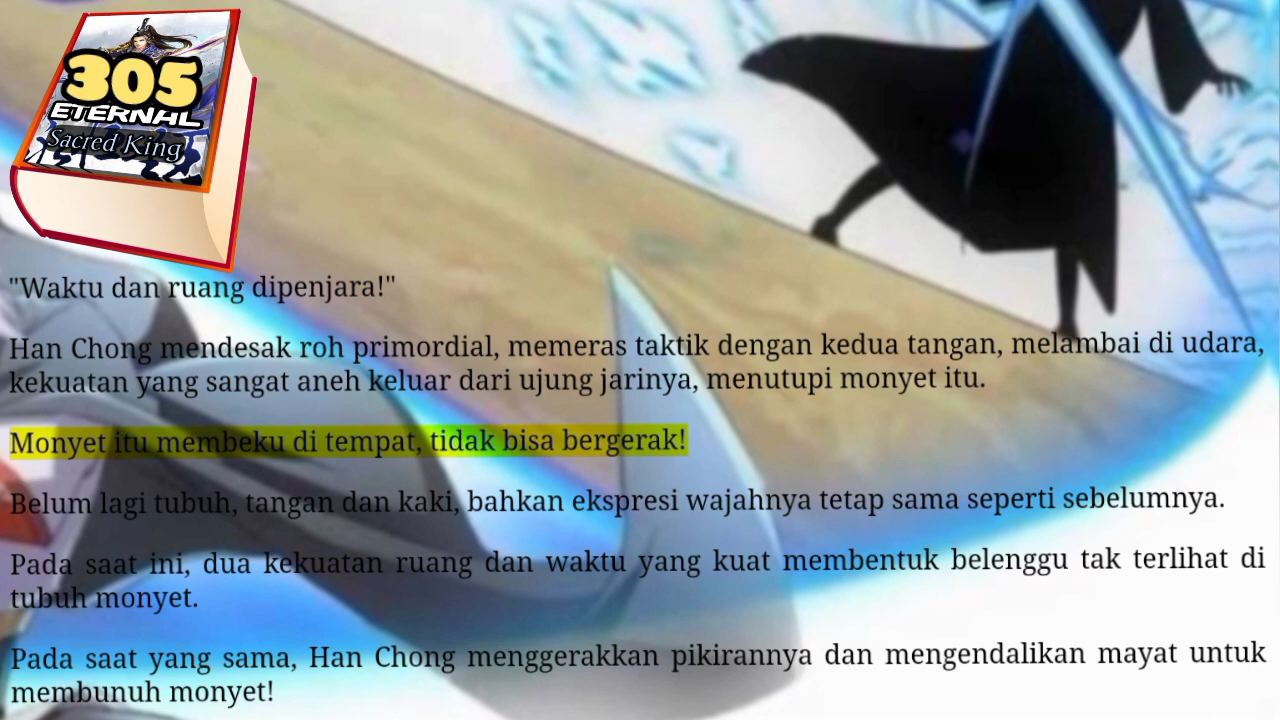 305
ETERNAL
Sacred King
"Waktu dan ruang dipenjara!"
Han Chong mendesak roh primordial, memeras taktik dengan kedua tangan, melambai di udara,
kekuatan yang sangat aneh keluar dari ujung jarinya, menutupi monyet itu.
Monyet itu membeku di tempat, tidak bisa bergerak!
Belum lagi tubuh, tangan dan kaki, bahkan ekspresi wajahnya tetap sama seperti sebelumnya.
Pada saat ini, dua kekuatan ruang dan waktu yang kuat membentuk belenggu tak terlihat di
tubuh monyet.
Pada saat yang sama, Han Chong menggerakkan pikirannya dan mengendalikan mayat untuk
membunuh monyet!